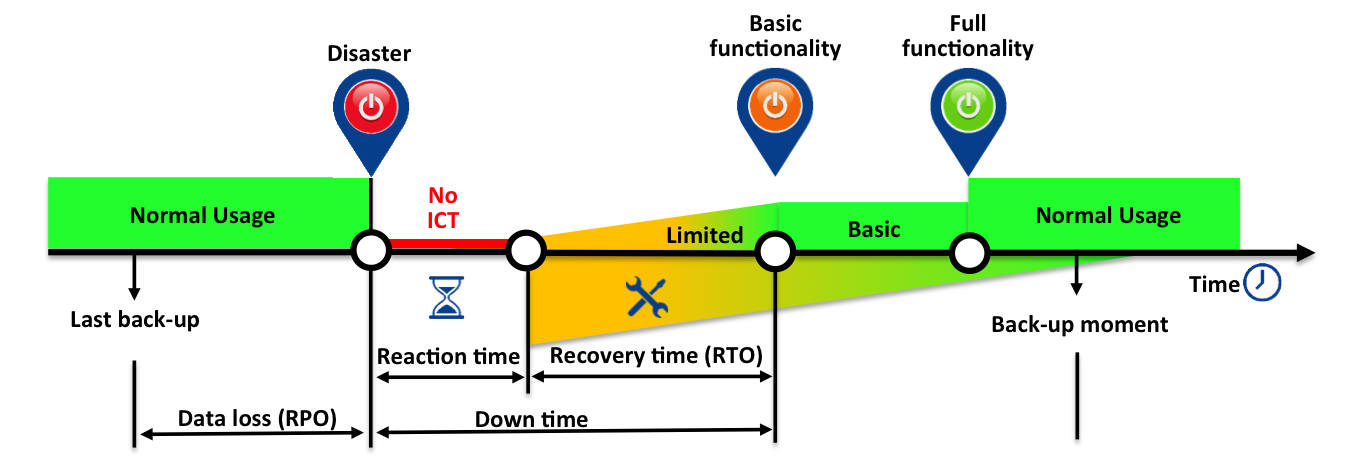 Disaster
Basic
functionality
Full
functionality
Normal Usage
No
ICT
Limited
Basic
Normal Usage
Time
Last back-up
Back-up moment
Reaction time
Recovery time (RTO)
Data loss (RPO)
Down time